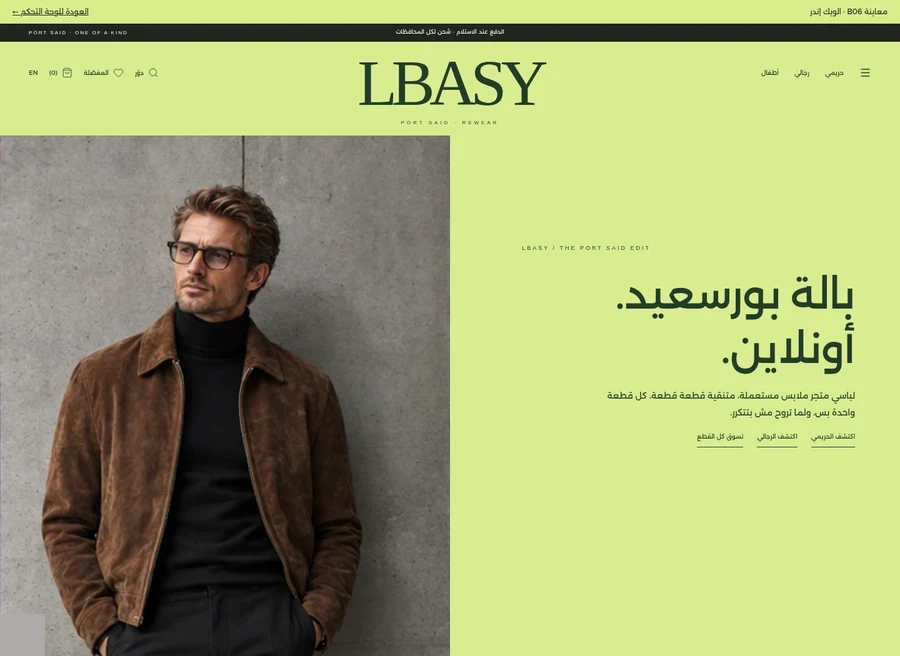 معاينة B06 · الويك إندر
العودة للوحة التحكم ←
الدفع عند الاستلام · شحن لكل المحافظات
PORT SAID · ONE OF A KIND
حريمي
رجالي
أطفال
LBASY
PORT SAID · REWEAR
دوّر
المفضلة
(0)
EN
LBASY / THE PORT SAID EDIT
بالة بورسعيد.
أونلاين.
لباسي متجر ملابس مستعملة، متنقية قطعة قطعة. كل قطعة
واحدة بس، ولما تروح مش بتتكرر.
اكتشف الحريمي
اكتشف الرجالي
تسوق كل القطع